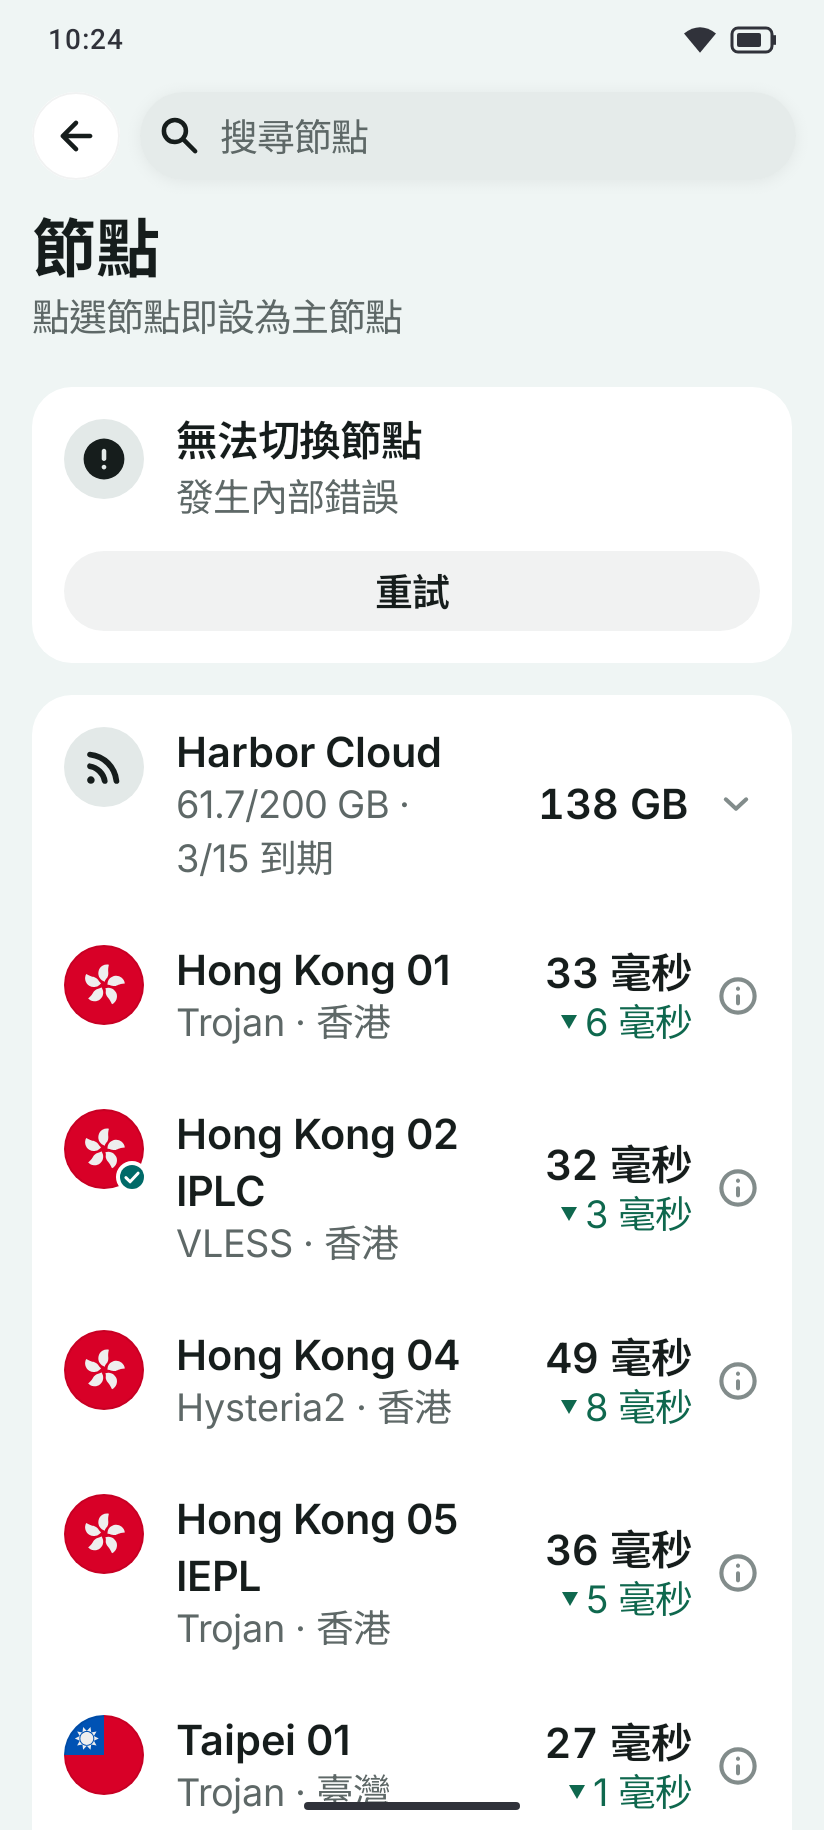 10:24
搜尋節點
節點
點選節點即設為主節點
無法切換節點
發生內部錯誤
重試
Harbor Cloud
61.7/200 GB ·
3/15 到期
138 GB
Hong Kong 01
Trojan · 香港
33 毫秒
▼6 毫秒
Hong Kong 02
IPLC
VLESS · 香港
32 毫秒
▼3 毫秒
Hong Kong 04
Hysteria2 · 香港
49 毫秒
▼8 毫秒
Hong Kong 05
IEPL
Trojan · 香港
36 毫秒
▼5 毫秒
Taipei 01
Trojan · 臺灣
27 毫秒
▼1 毫秒